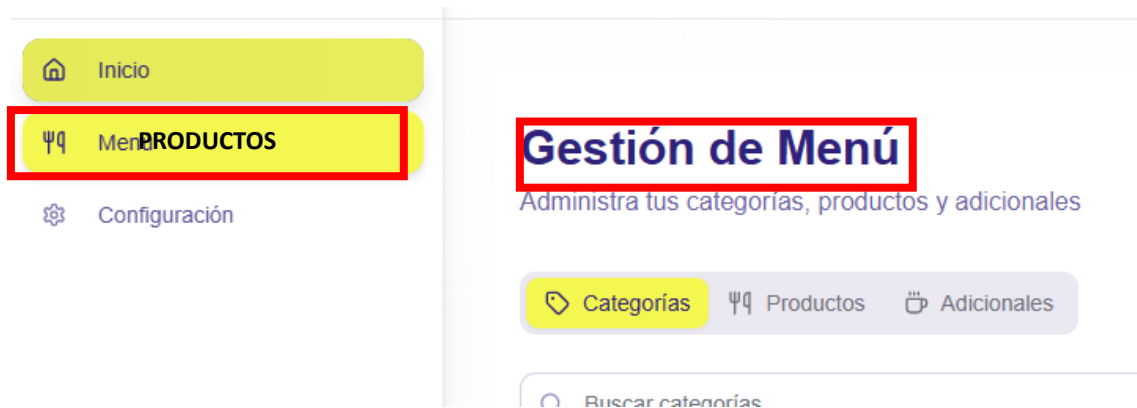 Inicio
Menú PRODUCTOS
Configuración
Gestión de Menú
Administra tus categorías, productos y adicionales
Categorías Productos Adicionales
Buscar categorías